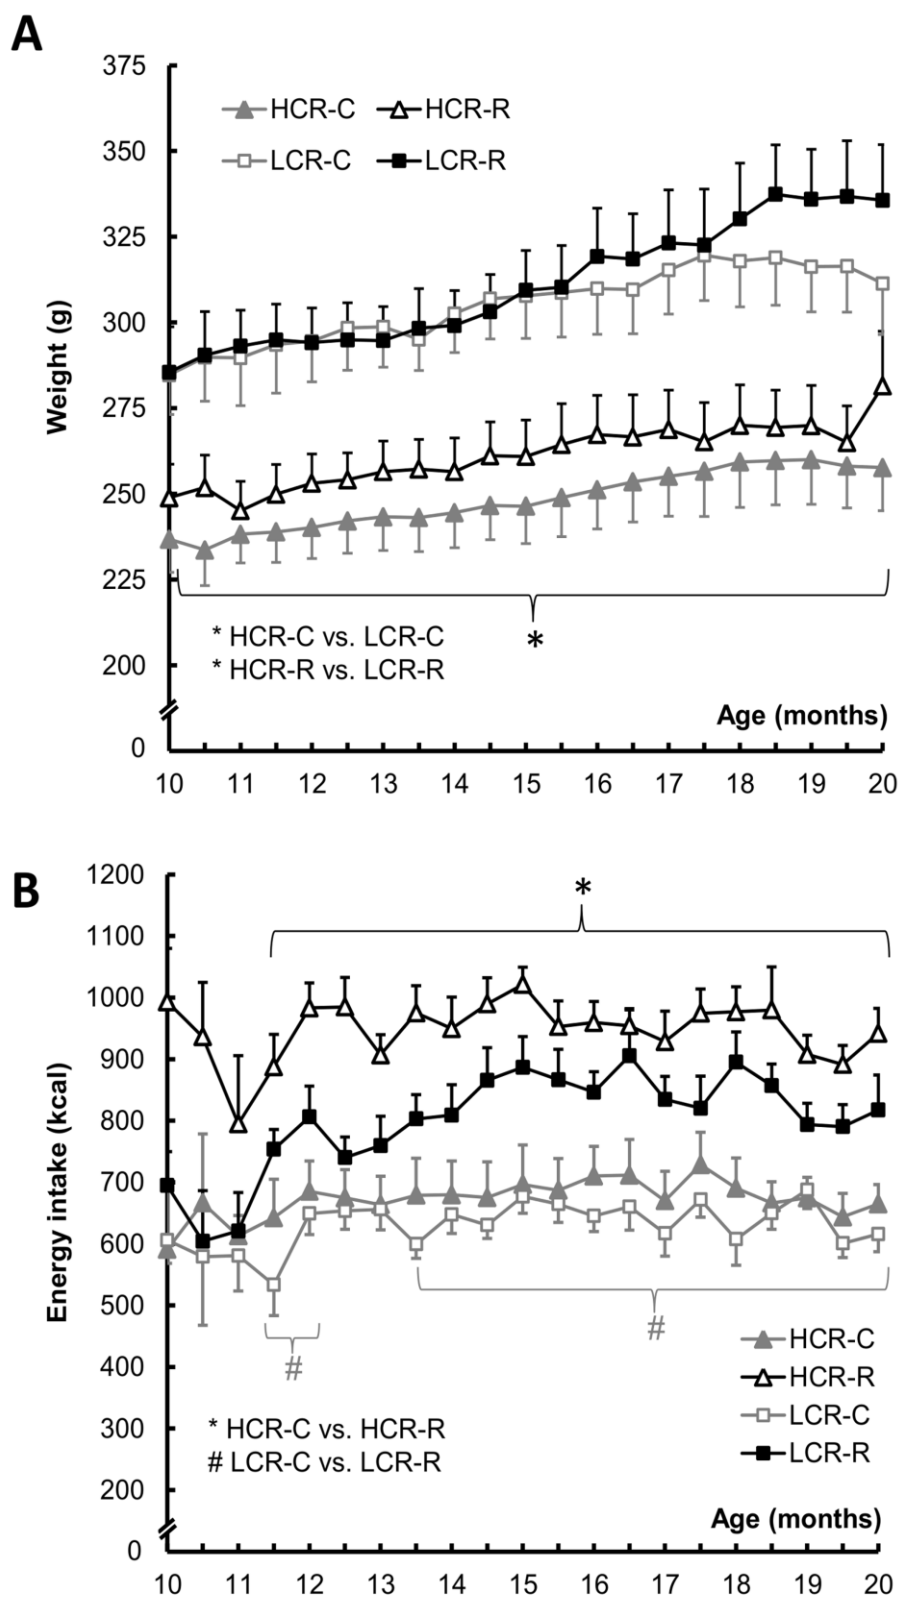 A
375
HCR-C HCR-R
350
LCR-C LCR-R
325
300
275
250
225
* HCR-C vs. LCR-C
*
* HCR-R vs. LCR-R
200
Age (months)
0
10 11 12 13 14 15 16 17 18 19 20
Weight (g)
B
1200
*
1100
1000
900
800
700
600
500
#
#
HCR-C
400
HCR-R
LCR-C
300
* HCR-C vs. HCR-R
LCR-R
# LCR-C vs. LCR-R
200
Age (months)
0
10 11 12 13 14 15 16 17 18 19 20
Energy intake (kcal)